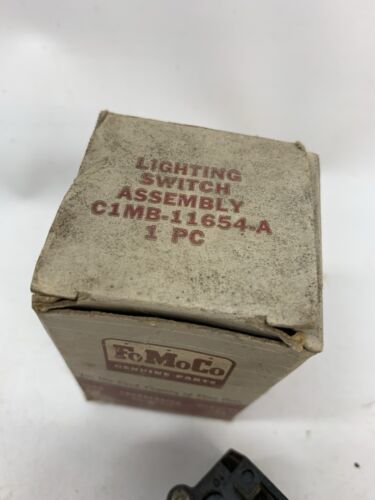 LIGHTING
SWITCH
ASSEMBLY
C1MB-11654-A
1 PC
FoMoCo
GENUINE PARTS